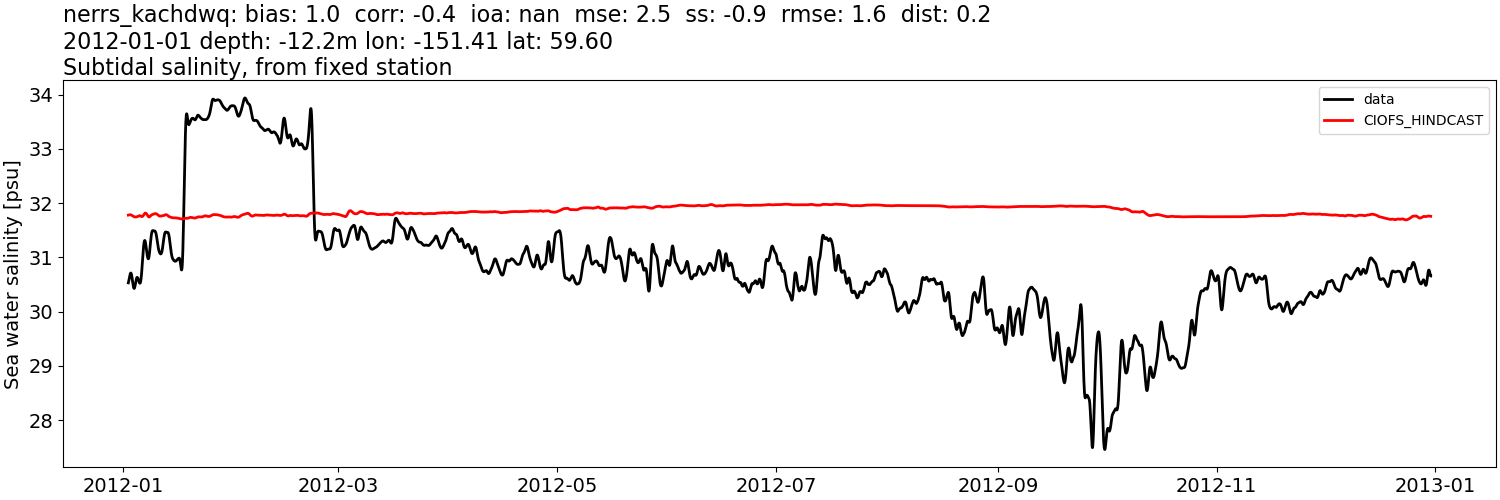 nerrs_kachdwq: bias: 1.0  corr: -0.4  ioa: nan  mse: 2.5  ss: -0.9  rmse: 1.6  dist: 0.2
2012-01-01 depth: -12.2m lon: -151.41 lat: 59.60
Subtidal salinity, from fixed station
data
CIOFS_HINDCAST
Sea water salinity [psu]
34
33
32
31
30
29
28
2012-01
2012-03
2012-05
2012-07
2012-09
2012-11
2013-01